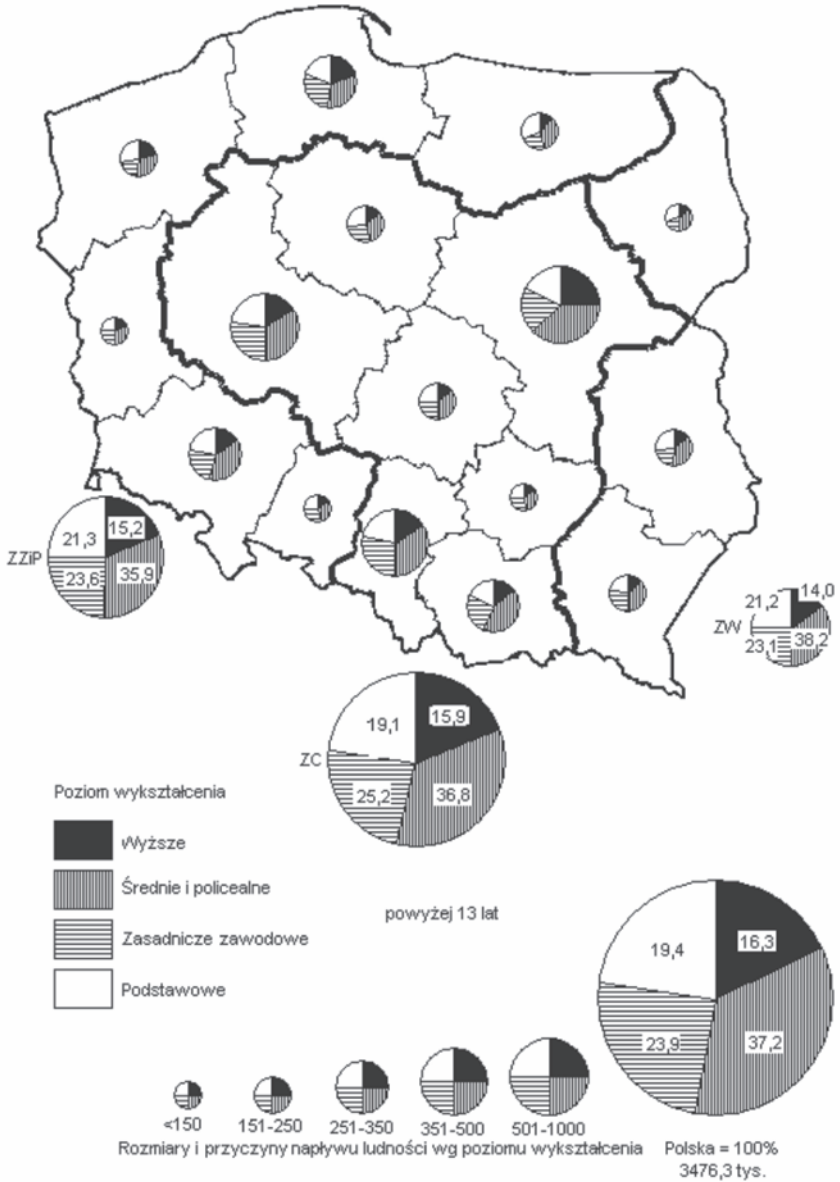 ZZiP
21,3
15,2
23,6
35,9
21,2
14,0
ZW
23,1
38,2
19,1
15,9
ZC
25,2
36,8
Poziom wykształcenia
Wyższe
Średnie i policealne
Zasadnicze zawodowe
Podstawowe
powyżej 13 lat
19,4
16,3
23,9
37,2
<150
151-250
251-350
351-500
501-1000
Rozmiary i przyczyny napływu ludności wg poziomu wykształcenia
Polska = 100%
3476,3 tys.